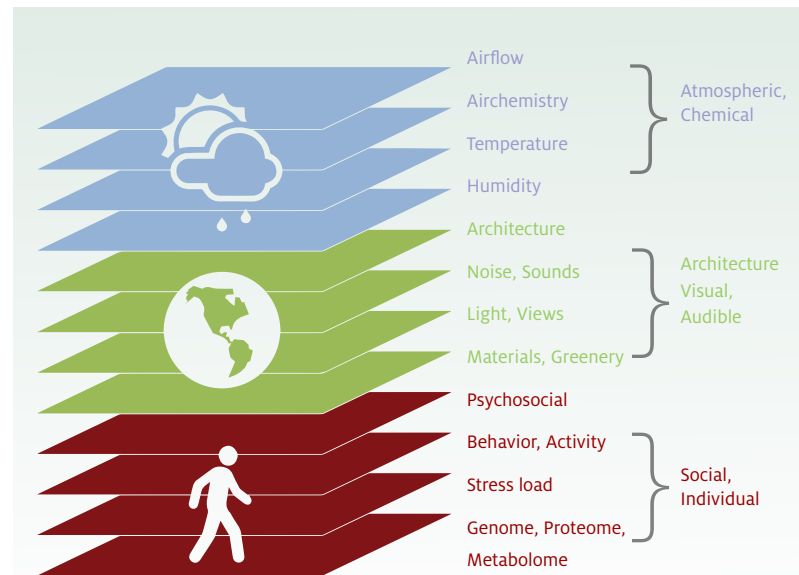 Airflow
Airchemistry
Temperature
Humidity
Atmospheric,
Chemical
Architecture
Noise, Sounds
Light, Views
Materials, Greenery
Architecture
Visual,
Audible
Psychosocial
Behavior, Activity
Stress load
Genome, Proteome,
Metabolome
Social,
Individual